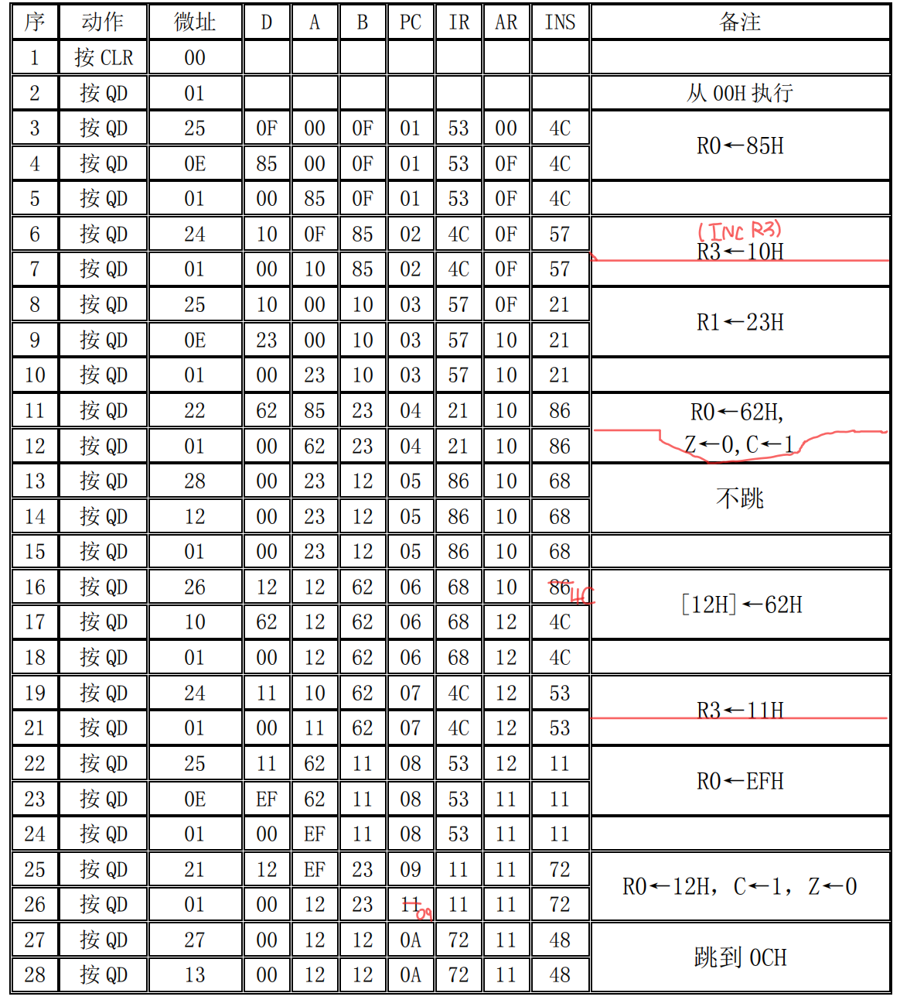 序 动作 微址 D A B PC IR AR INS 备注
1 按 CLR 00
2 按 QD 01 从 00H 执行
3 按 QD 25 0F 00 0F 01 53 00 4C
R0←85H
4 按 QD 0E 85 00 0F 01 53 0F 4C
5 按 QD 01 00 85 0F 01 53 0F 4C
6 按 QD 24 10 0F 85 02 4C 0F 57
(INC R3)
R3←10H
7 按 QD 01 00 10 85 02 4C 0F 57
8 按 QD 25 10 00 10 03 57 0F 21
R1←23H
9 按 QD 0E 23 00 10 03 57 10 21
10 按 QD 01 00 23 10 03 57 10 21
11 按 QD 22 62 85 23 04 21 10 86 R0←62H,
12 按 QD 01 00 62 23 04 21 10 86 Z←0,C←1
13 按 QD 28 00 23 12 05 86 10 68
不跳
14 按 QD 12 00 23 12 05 86 10 68
15 按 QD 01 00 23 12 05 86 10 68
16 按 QD 26 12 12 62 06 68 10 86 4C
[12H]←62H
17 按 QD 10 62 12 62 06 68 12 4C
18 按 QD 01 00 12 62 06 68 12 4C
19 按 QD 24 11 10 62 07 4C 12 53
R3←11H
21 按 QD 01 00 11 62 07 4C 12 53
22 按 QD 25 11 62 11 08 53 12 11
R0←EFH
23 按 QD 0E EF 62 11 08 53 11 11
24 按 QD 01 00 EF 11 08 53 11 11
25 按 QD 21 12 EF 23 09 11 11 72
R0←12H, C←1, Z←0
26 按 QD 01 00 12 23 11 09 11 11 72
27 按 QD 27 00 12 12 0A 72 11 48
跳到 0CH
28 按 QD 13 00 12 12 0A 72 11 48